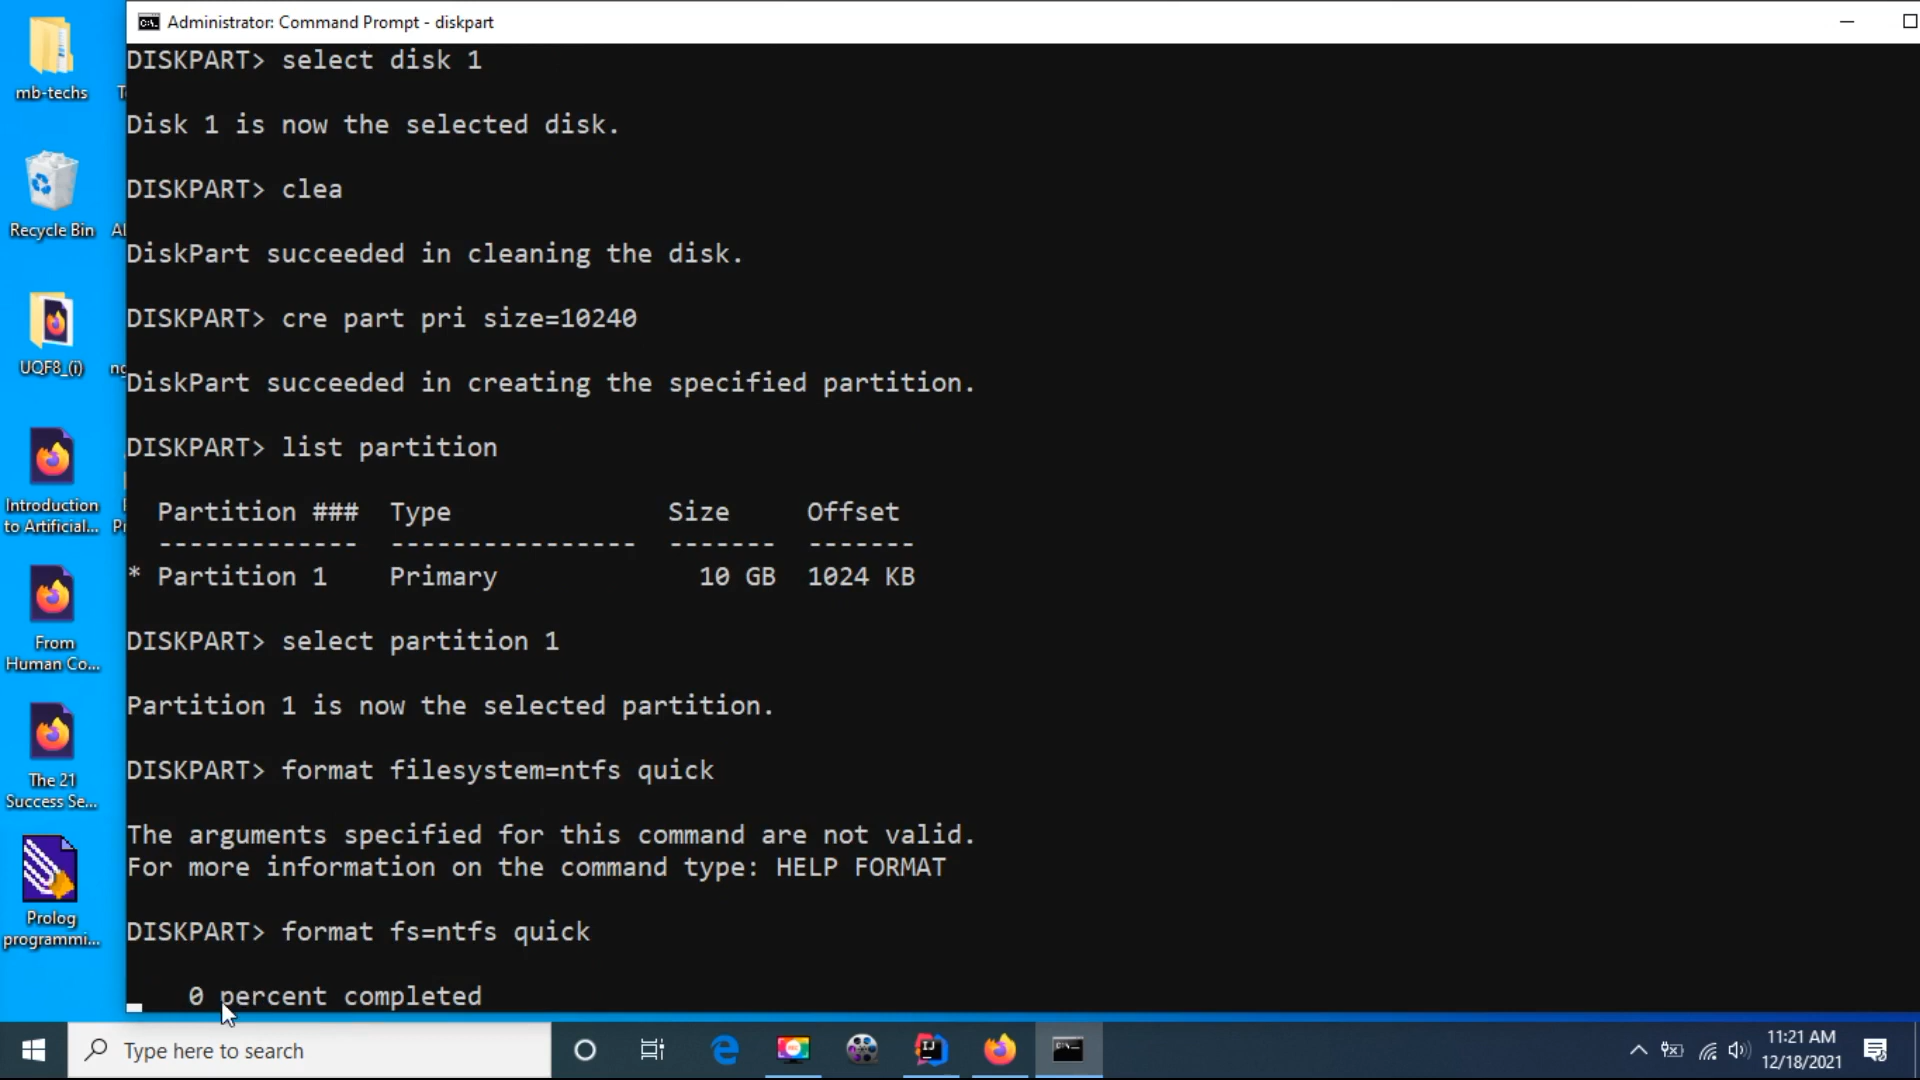 Administrator: Command Prompt - diskpart
DISKPART> select disk 1
Disk 1 is now the selected disk.
DISKPART> clea
DiskPart succeeded in cleaning the disk.
DISKPART> cre part pri size=10240
DiskPart succeeded in creating the specified partition.
DISKPART> list partition
Partition ### Type Size Offset
------------- ---------------- ------- -------
* Partition 1 Primary 10 GB 1024 KB
DISKPART> select partition 1
Partition 1 is now the selected partition.
DISKPART> format filesystem=ntfs quick
The arguments specified for this command are not valid.
For more information on the command type: HELP FORMAT
DISKPART> format fs=ntfs quick
0 percent completed
mb-techs
Recycle Bin
UQF8_(i)
Introduction
to Artificial...
From
Human Co...
The 21
Success Se...
Prolog
programmi...
Type here to search
11:21 AM
12/18/2021